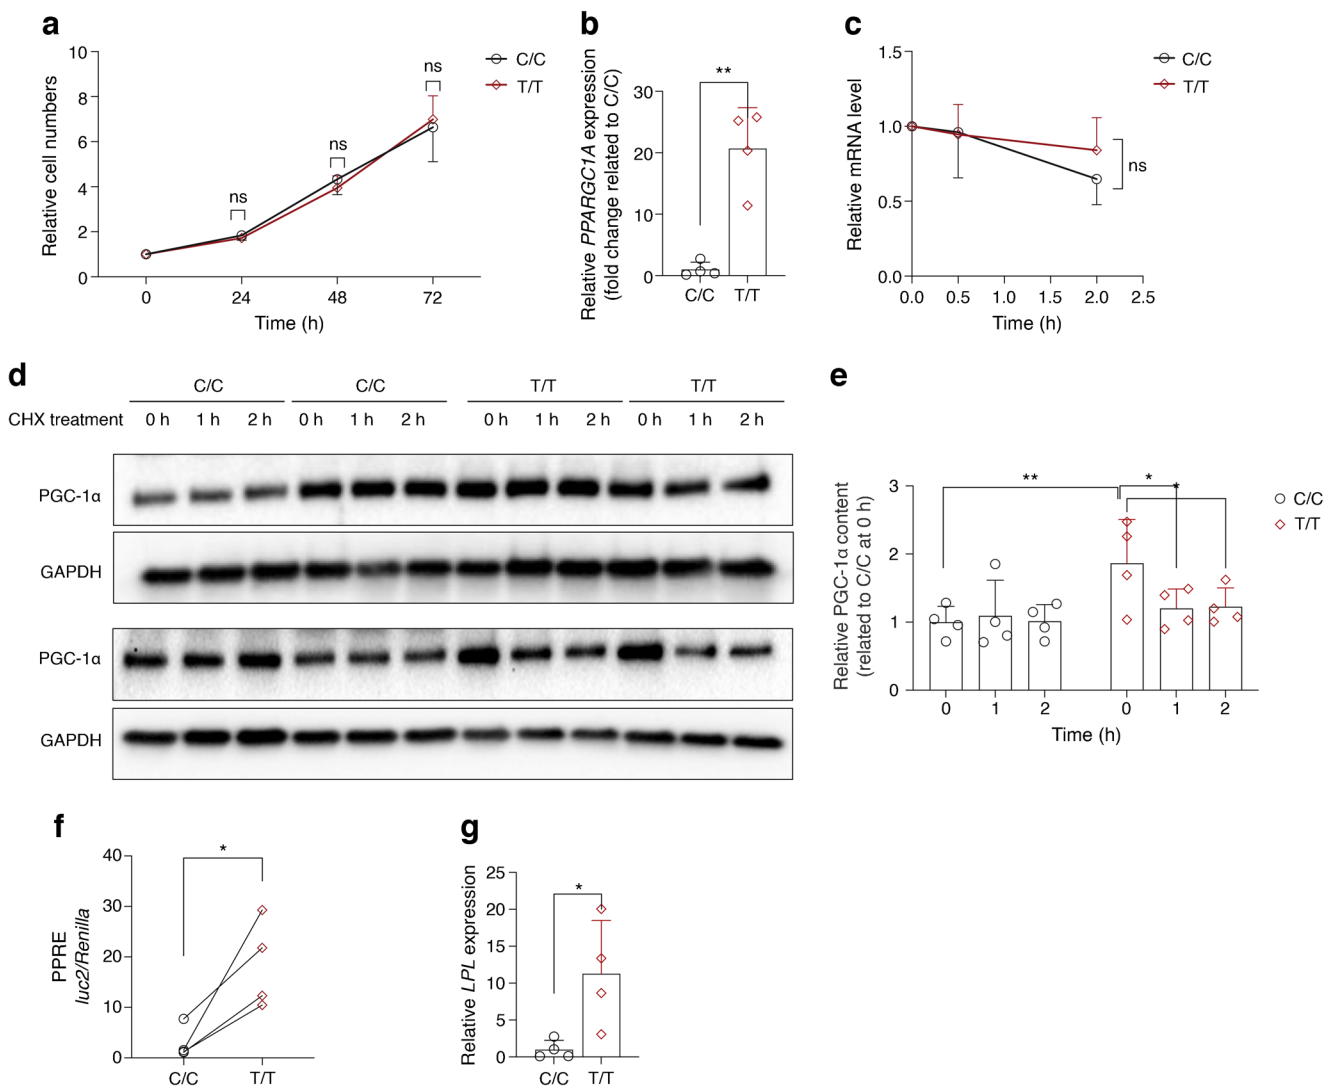 a
Relative cell numbers
10
8
6
4
2
0
ns
ns
ns
0
24
48
72
Time (h)
C/C
T/T
b
Relative PPARGC1A expression
(fold change related to C/C)
30
20
10
0
**
C/C
T/T
c
Relative mRNA level
1.5
1.0
0.5
0.0
ns
0.0
0.5
1.0
1.5
2.0
2.5
Time (h)
C/C
T/T
d
C/C
C/C
T/T
T/T
CHX treatment 0 h 1 h 2 h 0 h 1 h 2 h 0 h 1 h 2 h 0 h 1 h 2 h
PGC-1α
GAPDH
PGC-1α
GAPDH
e
Relative PGC-1α content
(related to C/C at 0 h)
3
2
1
0
**
*
*
0
1
2
0
1
2
Time (h)
C/C
T/T
f
PPRE
luc2/Renilla
40
30
20
10
0
*
C/C
T/T
g
Relative LPL expression
25
20
15
10
5
0
*
C/C
T/T